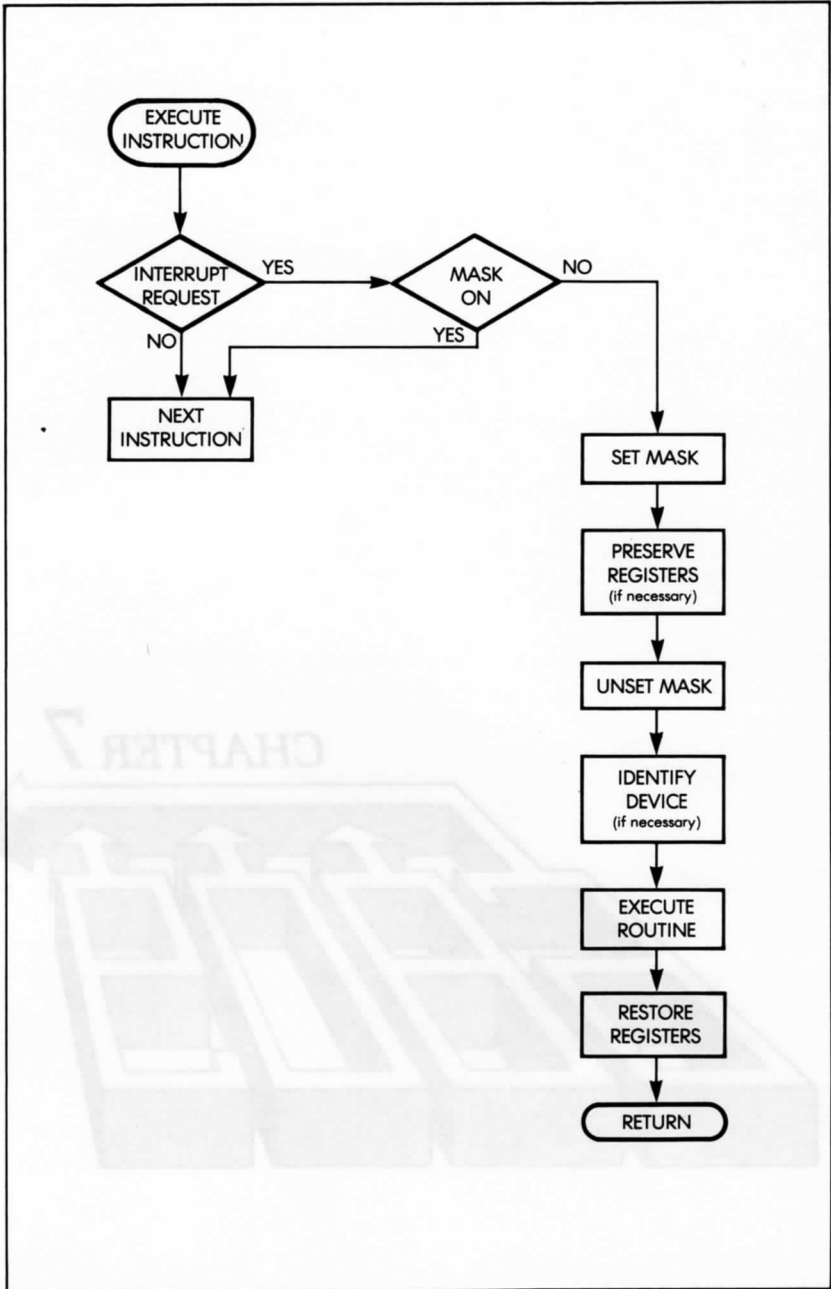 EXECUTE
INSTRUCTION
INTERRUPT
REQUEST
YES
NO
MASK
ON
NO
YES
NEXT
INSTRUCTION
SET MASK
PRESERVE
REGISTERS
(if necessary)
UNSET MASK
IDENTIFY
DEVICE
(if necessary)
EXECUTE
ROUTINE
RESTORE
REGISTERS
RETURN
CHAPTER 7